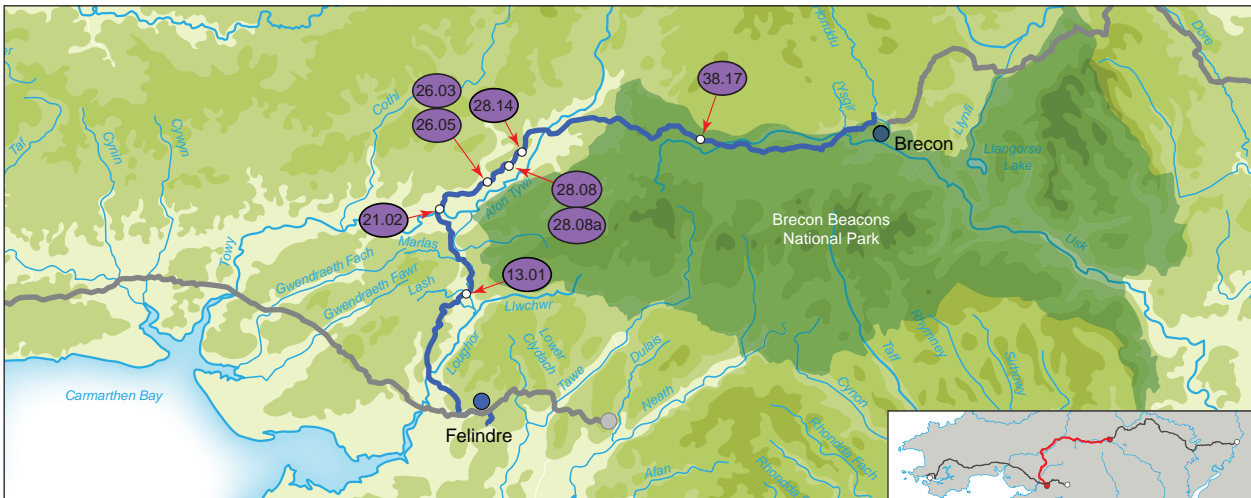 26.03
26.05
28.14
38.17
21.02
28.08
28.08a
13.01
Brecon
Felindre
Brecon Beacons
National Park
Carmarthen Bay
Llangorse
Lake
Taf
Cynin
Cywyn
Cothi
Towy
Afon Tywi
Marlas
Gwendraeth Fach
Gwendraeth Fawr
Lash
Llwchwr
Loughor
Lower
Clydach
Tawe
Dulais
Neath
Afan
Honddu
Ysgir
Llynfi
Dore
Usk
Taff
Rhymney
Sirhowy
Cynon
Rhondda Fach
Rhondda